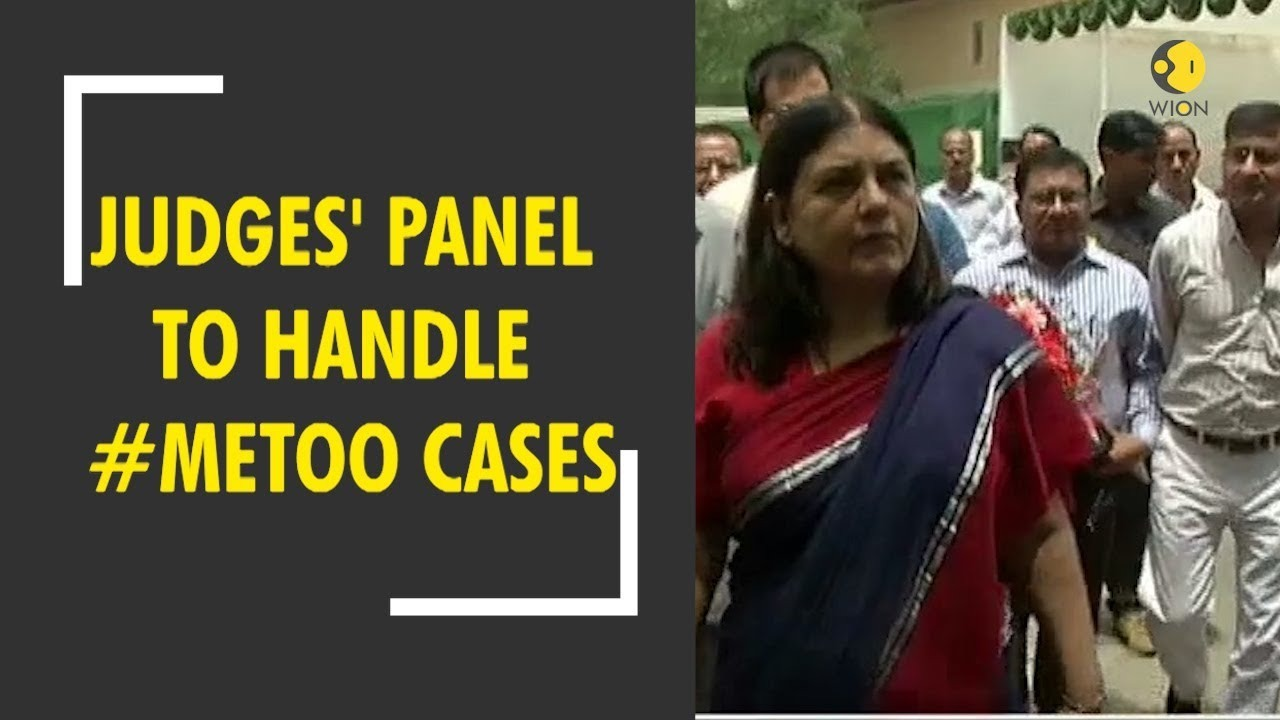 JUDGES' PANEL
TO HANDLE
#METOO CASES
WION